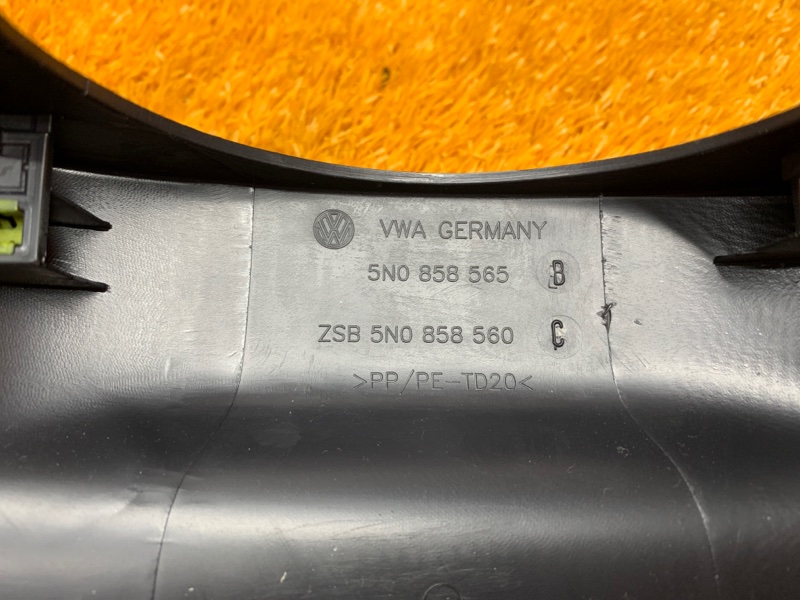 VWA GERMANY
5N0 858 565 B
ZSB 5N0 858 560 C
>PP/PE-TD20<